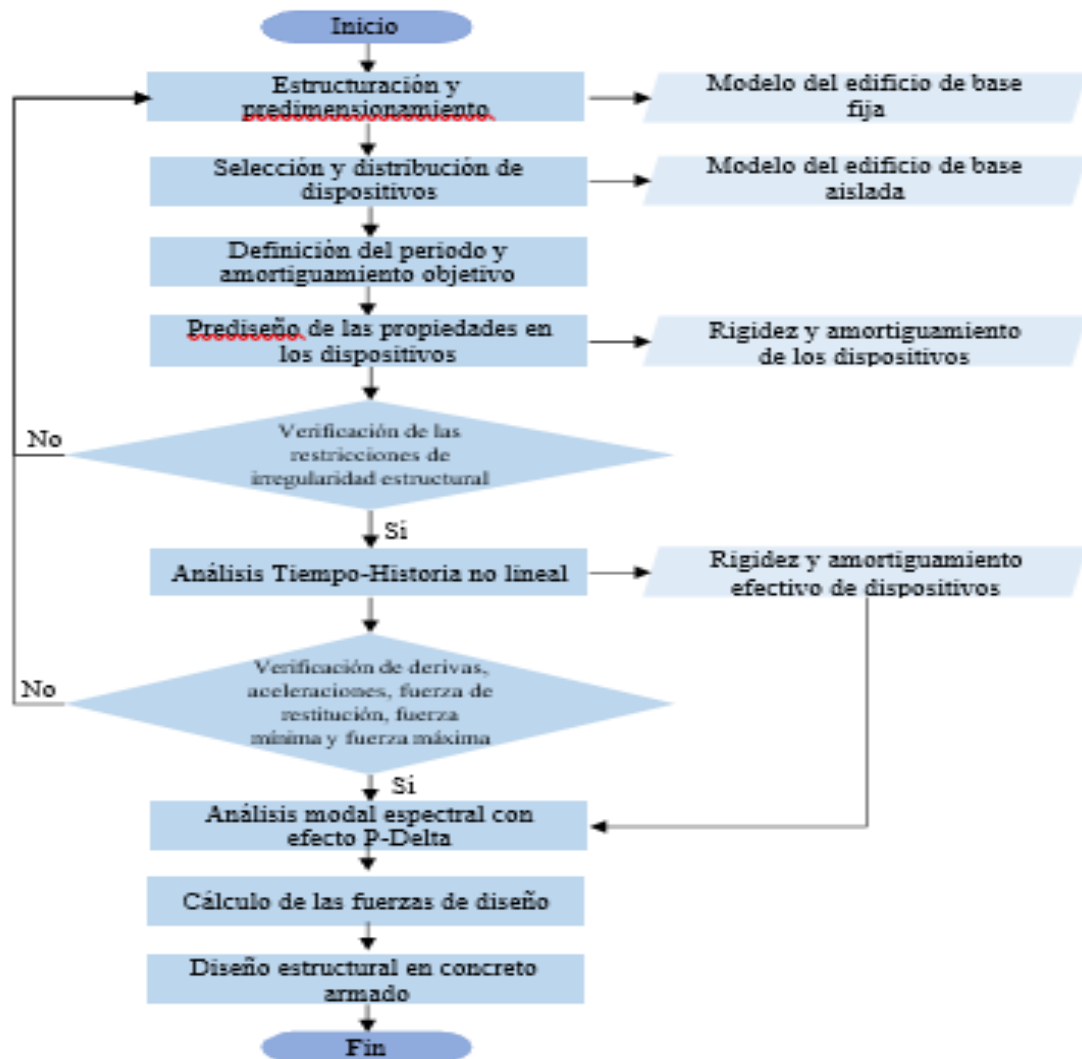 Inicio
Estructuración y
predimensionamiento
Modelo del edificio de base
fija
Selección y distribución de
dispositivos
Modelo del edificio de base
aislada
Definición del periodo y
amortiguamiento objetivo
Prediseño de las propiedades en
los dispositivos
Rigidez y amortiguamiento
de los dispositivos
No
Verificación de las
restricciones de
irregularidad estructural
Sí
Análisis Tiempo-Historia no lineal
Rigidez y amortiguamiento
efectivo de dispositivos
No
Verificación de derivas,
aceleraciones, fuerza de
restitución, fuerza
mínima y fuerza máxima
Sí
Análisis modal espectral con
efecto P-Delta
Cálculo de las fuerzas de diseño
Diseño estructural en concreto
armado
Fin